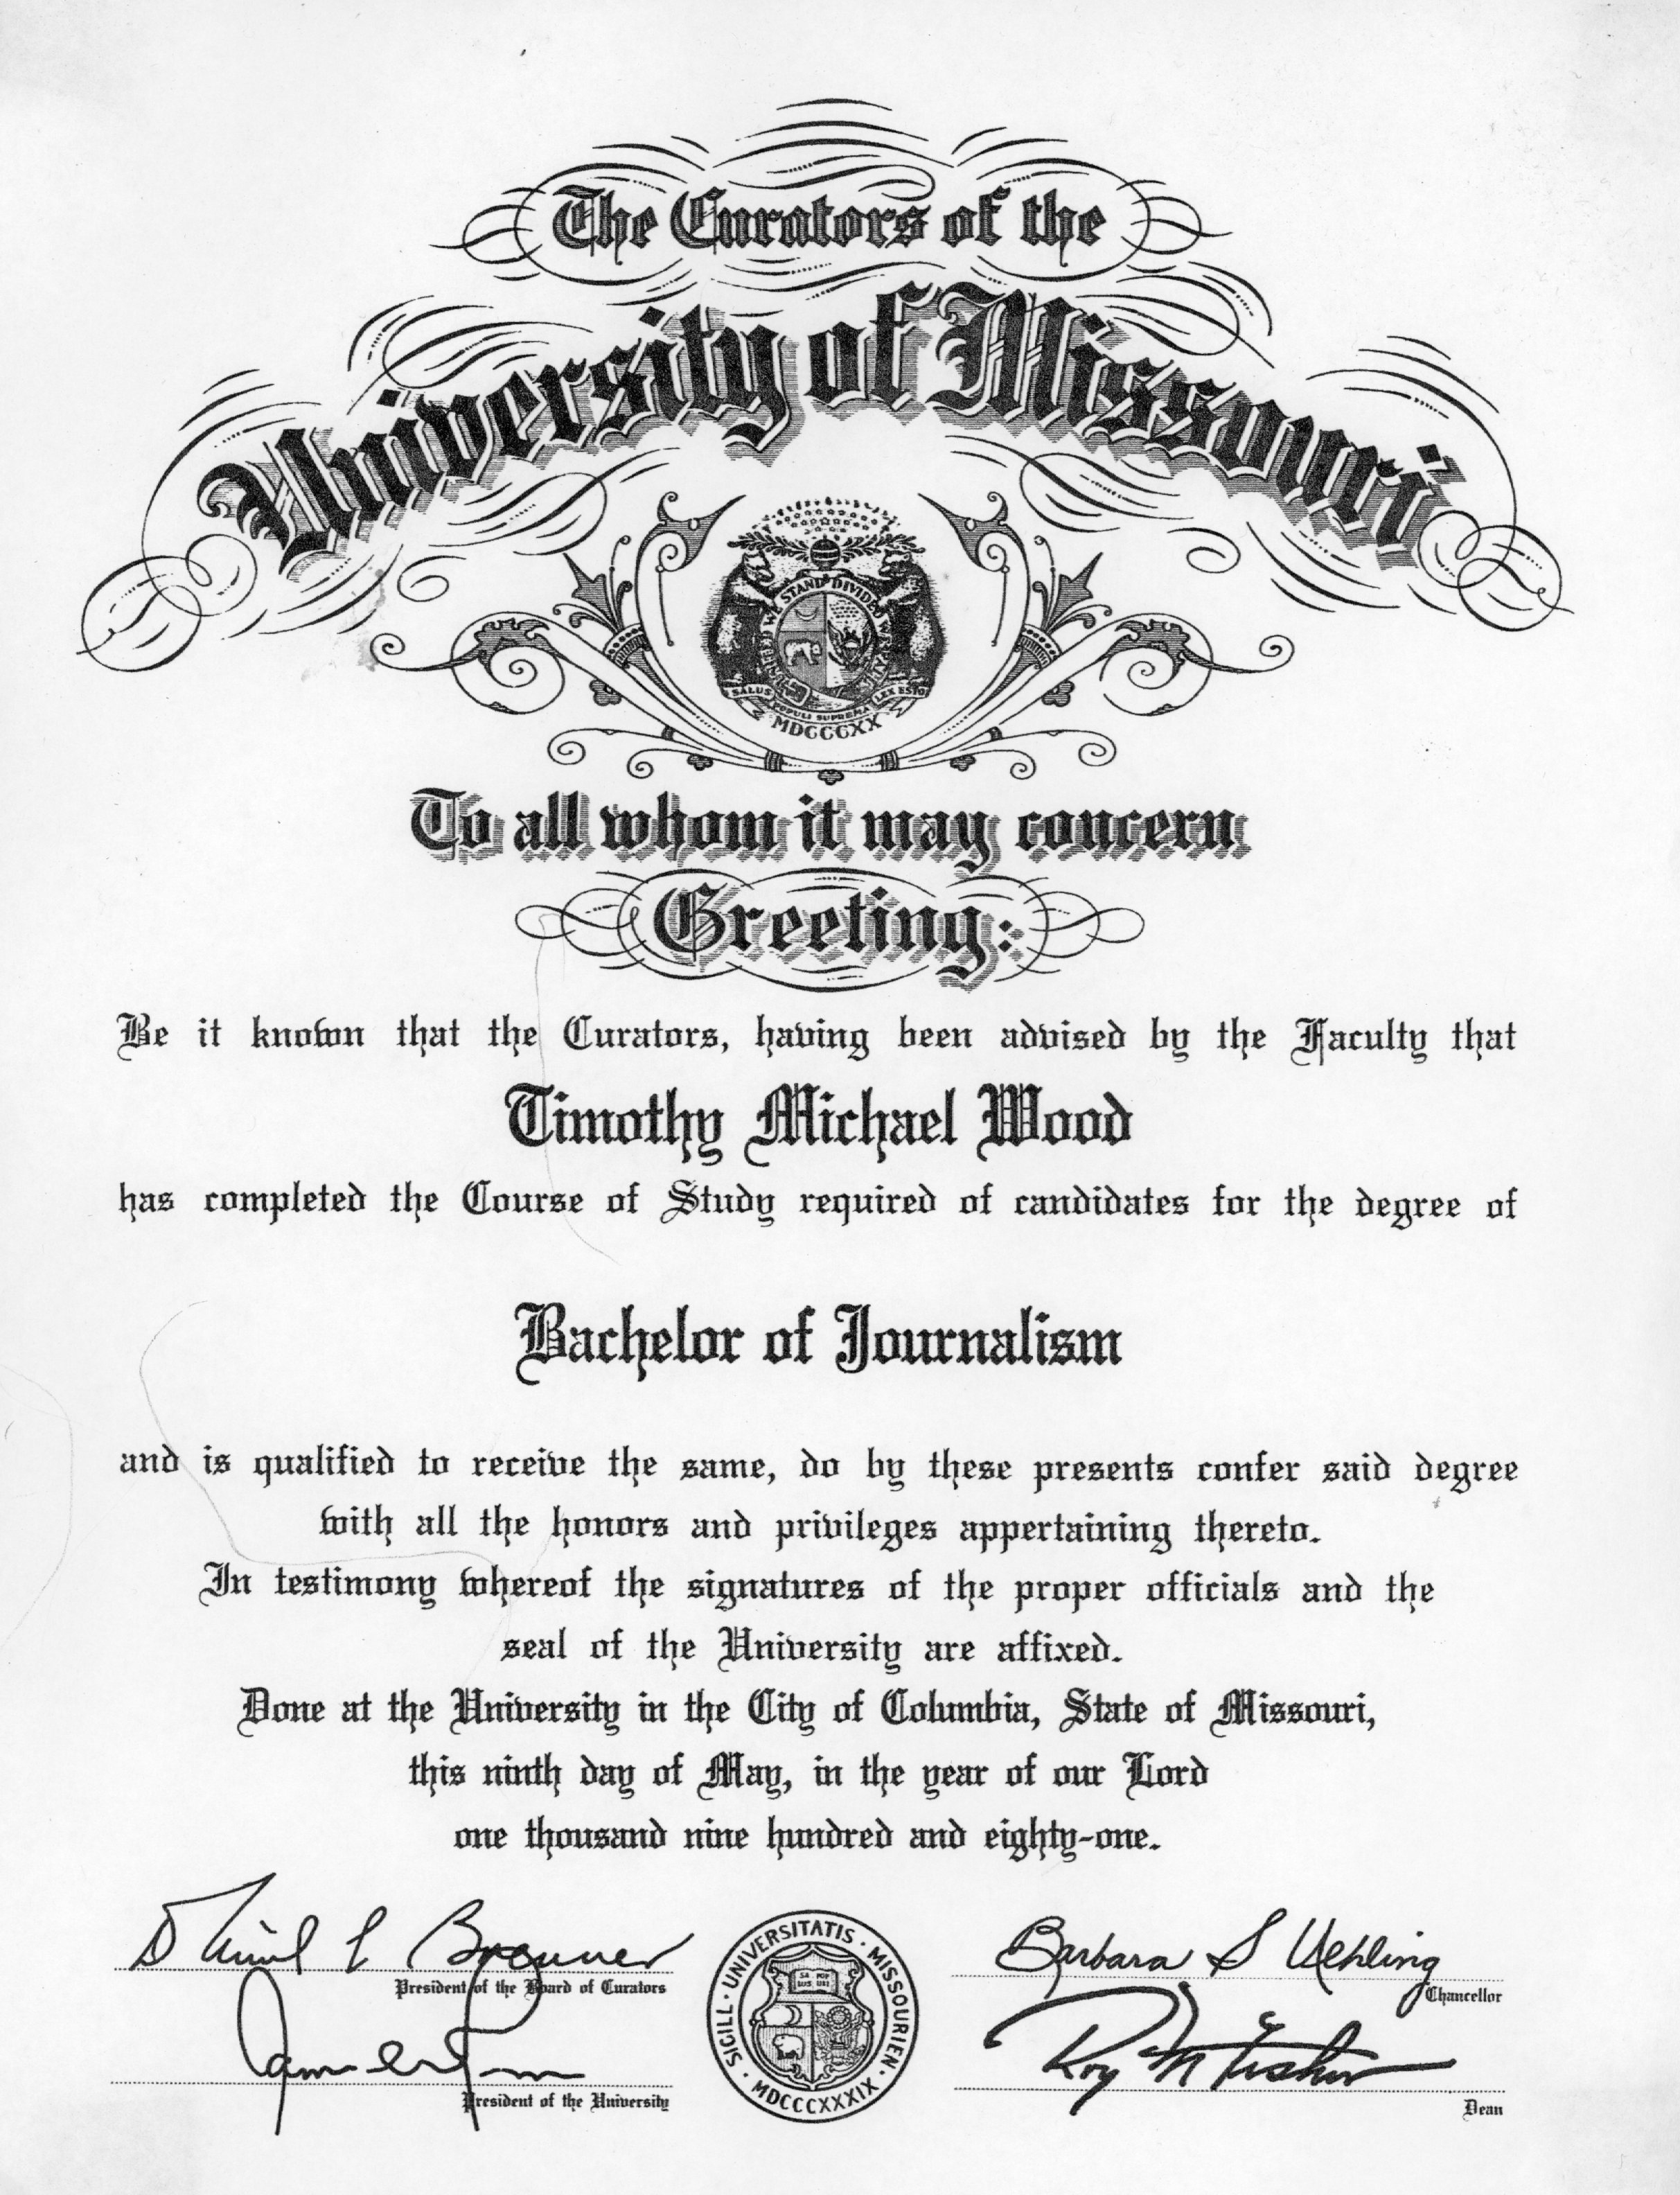 The Curators of the
University of Missouri
UNITED WE STAND DIVIDED WE FALL
SALUS POPULI SUPREMA LEX ESTO
MDCCCXX
To all whom it may concern
Greeting:
Be it known that the Curators, having been advised by the Faculty that
Timothy Michael Wood
has completed the Course of Study required of candidates for the degree of
Bachelor of Journalism
and is qualified to receive the same, do by these presents confer said degree
with all the honors and privileges appertaining thereto.
In testimony whereof the signatures of the proper officials and the
seal of the University are affixed.
Done at the University in the City of Columbia, State of Missouri,
this ninth day of May, in the year of our Lord
one thousand nine hundred and eighty-one.
Brenner
President of the Board of Curators
President of the University
SIGILL · UNIVERSITATIS · MISSOURIEN ·
SA POP
LUS ULI
MDCCCXXXIX
Barbara S Uehling
Chancellor
Roy M Fisher
Dean